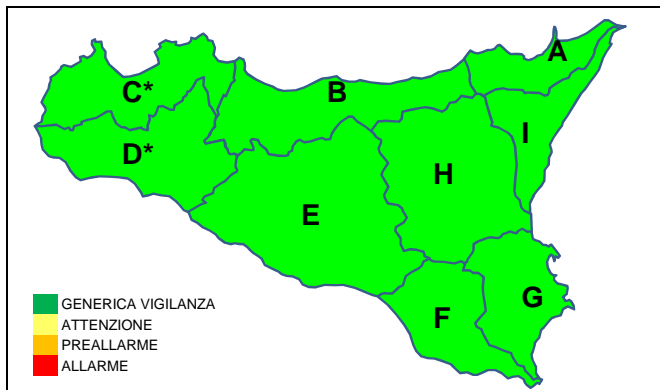 A
C*
B
I
D*
H
E
G
F
GENERICA VIGILANZA
ATTENZIONE
PREALLARME
ALLARME